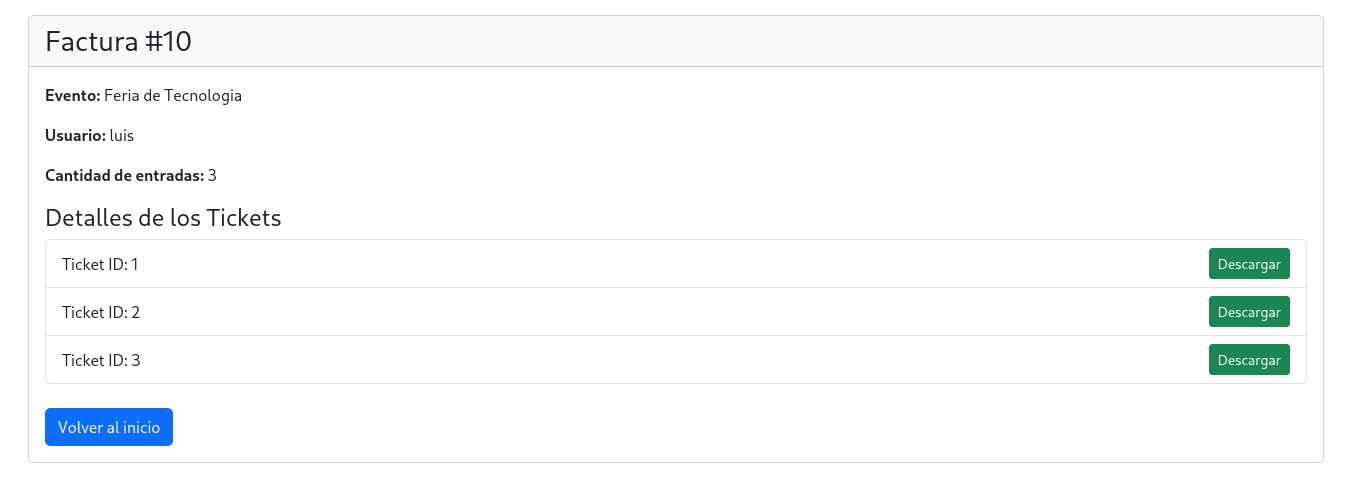 Factura #10
Evento: Feria de Tecnologia
Usuario: luis
Cantidad de entradas: 3
Detalles de los Tickets
Ticket ID: 1 Descargar
Ticket ID: 2 Descargar
Ticket ID: 3 Descargar
Volver al inicio